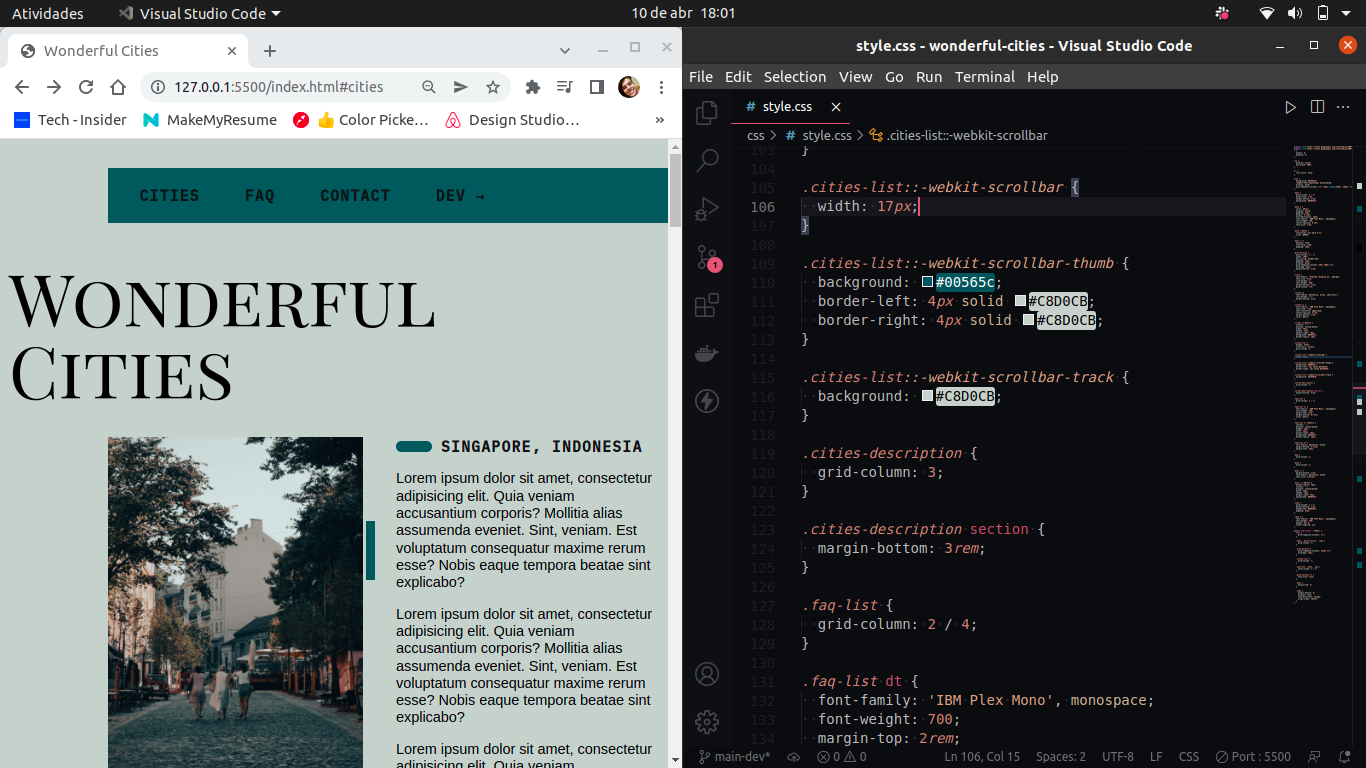 Atividades
Visual Studio Code
10 de abr 18:01
Wonderful Cities
127.0.0.1:5500/index.html#cities
Tech - Insider
MakeMyResume
Color Picke…
Design Studio…
»
CITIES
FAQ
CONTACT
DEV →
WONDERFUL
CITIES
SINGAPORE, INDONESIA
Lorem ipsum dolor sit amet, consectetur
adipisicing elit. Quia veniam
accusantium corporis? Mollitia alias
assumenda eveniet. Sint, veniam. Est
voluptatum consequatur maxime rerum
esse? Nobis eaque tempora beatae sint
explicabo?
Lorem ipsum dolor sit amet, consectetur
adipisicing elit. Quia veniam
accusantium corporis? Mollitia alias
assumenda eveniet. Sint, veniam. Est
voluptatum consequatur maxime rerum
esse? Nobis eaque tempora beatae sint
explicabo?
Lorem ipsum dolor sit amet, consectetur
adipisicing elit. Quia veniam
style.css - wonderful-cities - Visual Studio Code
File Edit Selection View Go Run Terminal Help
# style.css
css > # style.css > .cities-list::-webkit-scrollbar
1
103 }
104
105 .cities-list::-webkit-scrollbar {
106 width: 17px;
107 }
108
109 .cities-list::-webkit-scrollbar-thumb {
110 background: #00565c;
111 border-left: 4px solid #C8D0CB;
112 border-right: 4px solid #C8D0CB;
113 }
114
115 .cities-list::-webkit-scrollbar-track {
116 background: #C8D0CB;
117 }
118
119 .cities-description {
120 grid-column: 3;
121 }
122
123 .cities-description section {
124 margin-bottom: 3rem;
125 }
126
127 .faq-list {
128 grid-column: 2 / 4;
129 }
130
131 .faq-list dt {
132 font-family: 'IBM Plex Mono', monospace;
133 font-weight: 700;
134 margin-top: 2rem;
main-dev*
0 0
Ln 106, Col 15
Spaces: 2
UTF-8
LF
CSS
Port : 5500